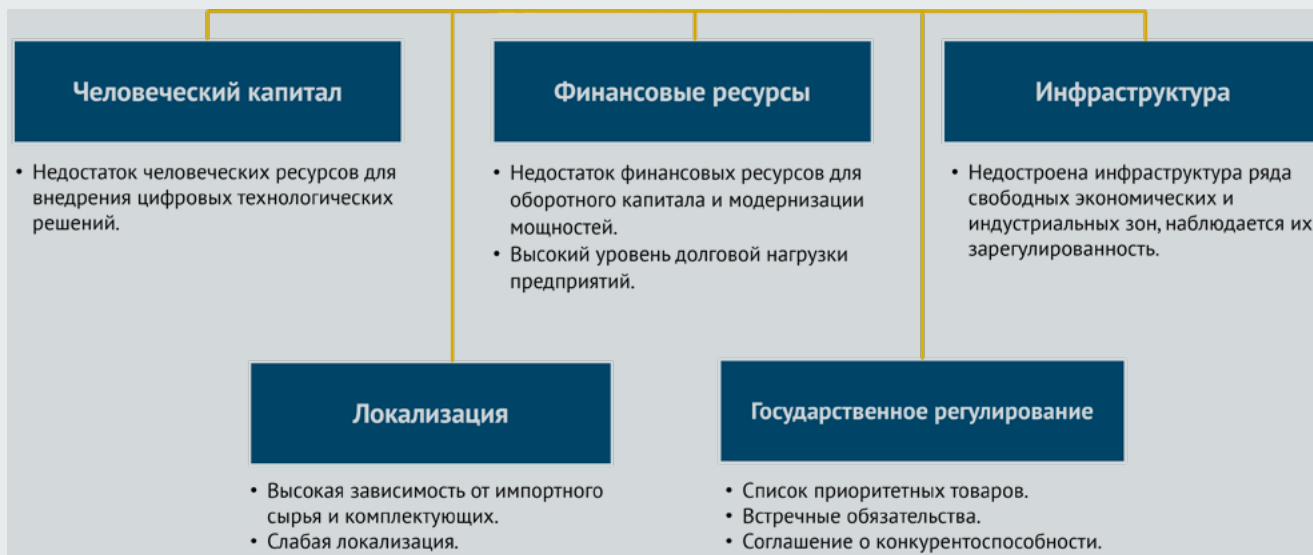 Человеческий капитал
• Недостаток человеческих ресурсов для
внедрения цифровых технологических
решений.
Финансовые ресурсы
• Недостаток финансовых ресурсов для
оборотного капитала и модернизации
мощностей.
• Высокий уровень долговой нагрузки
предприятий.
Инфраструктура
• Недостроена инфраструктура ряда
свободных экономических и
индустриальных зон, наблюдается их
зарегулированность.
Локализация
• Высокая зависимость от импортного
сырья и комплектующих.
• Слабая локализация.
Государственное регулирование
• Список приоритетных товаров.
• Встречные обязательства.
• Соглашение о конкурентоспособности.